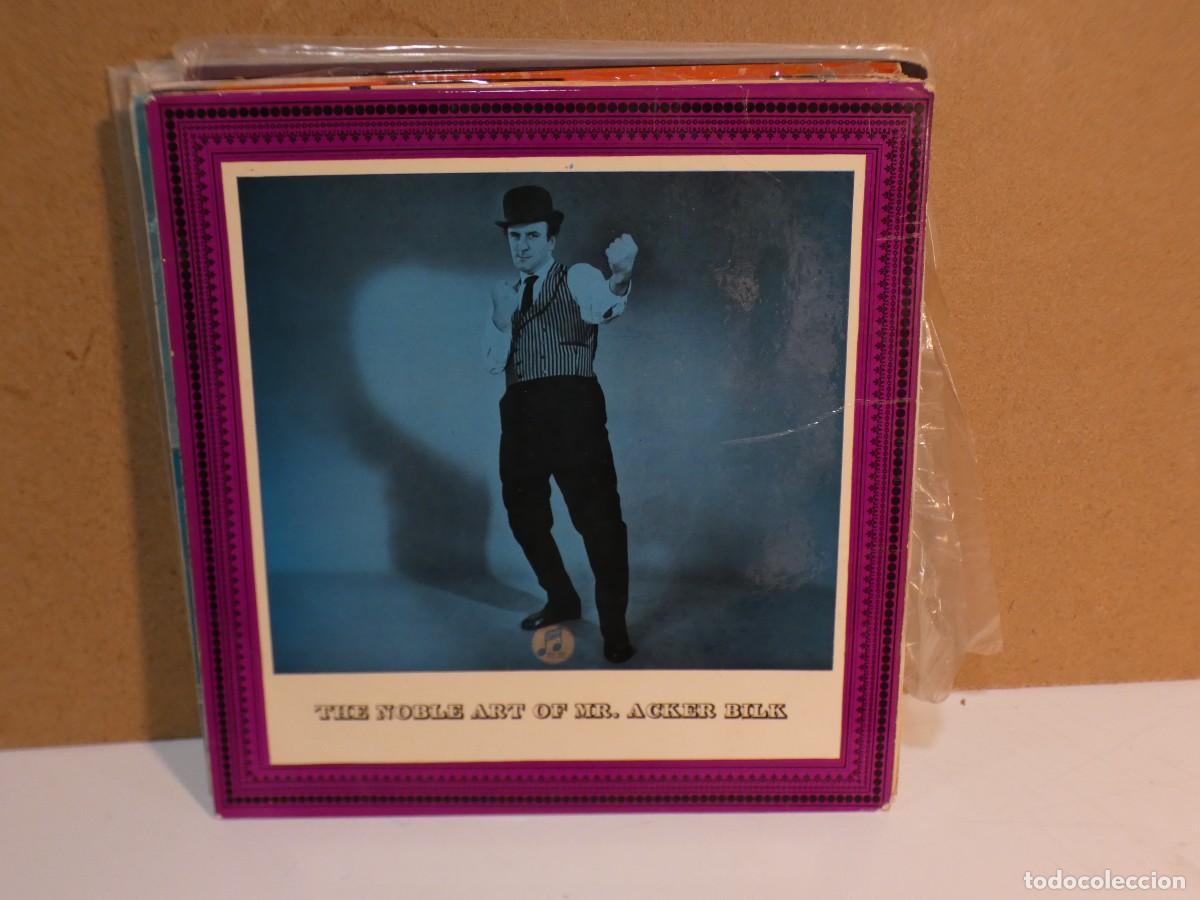 THE NOBLE ART OF MR. ACKER BILK
todocoleccion